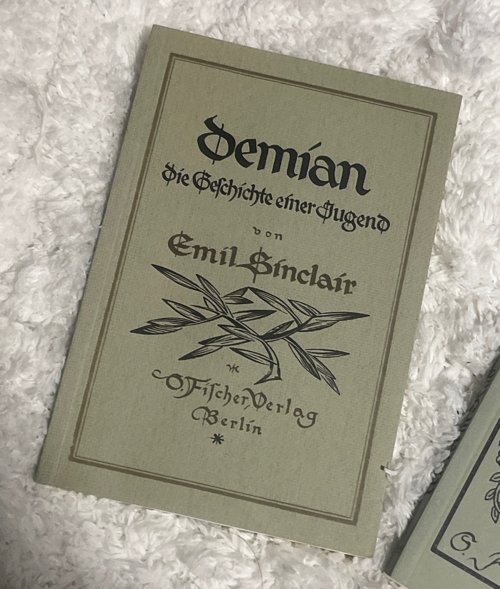 Demian
Die Geſchichte einer Jugend
von
Emil Sinclair
S. Fiſcher, Verlag
Berlin
S.